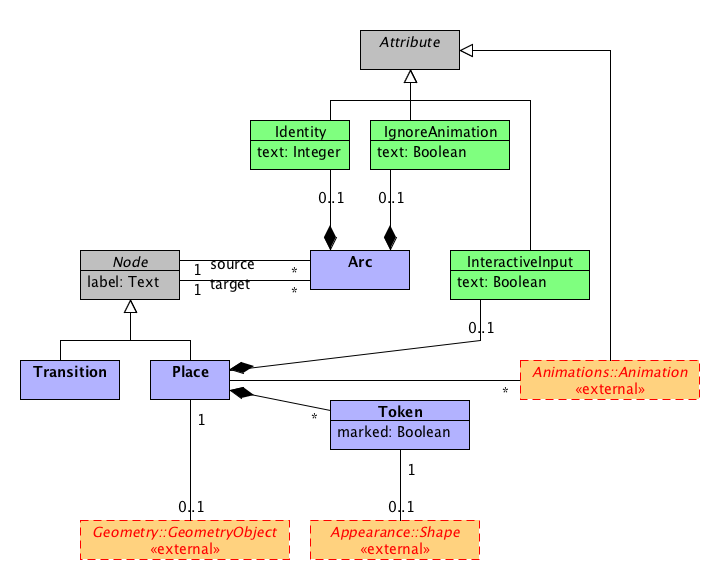 Attribute
Identity
text: Integer
IgnoreAnimation
text: Boolean
0..1
0..1
Node
label: Text
1 source *
1 target *
Arc
InteractiveInput
text: Boolean
0..1
Transition
Place
Animations::Animation
«external»
*
*
Token
marked: Boolean
1
1
0..1
0..1
Geometry::GeometryObject
«external»
Appearance::Shape
«external»